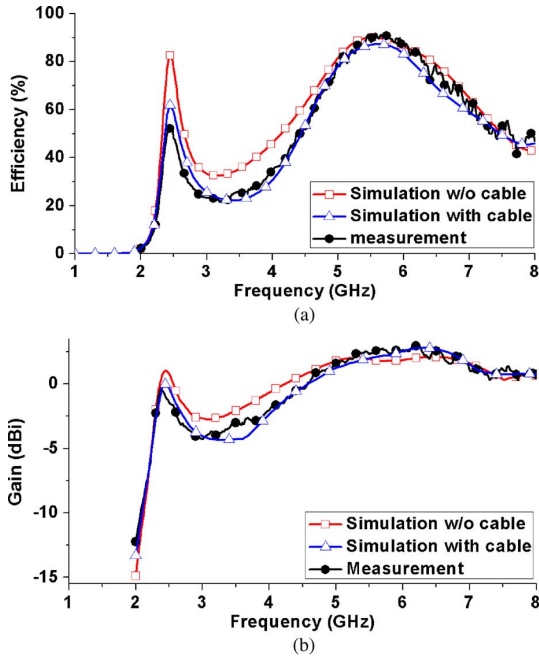 (a)
100
80
60
40
20
0
Efficiency (%)
Simulation w/o cable
Simulation with cable
measurement
1 2 3 4 5 6 7 8
Frequency (GHz)
(a)
0
-5
-10
-15
Gain (dBi)
Simulation w/o cable
Simulation with cable
Measurement
1 2 3 4 5 6 7 8
Frequency (GHz)
(b)